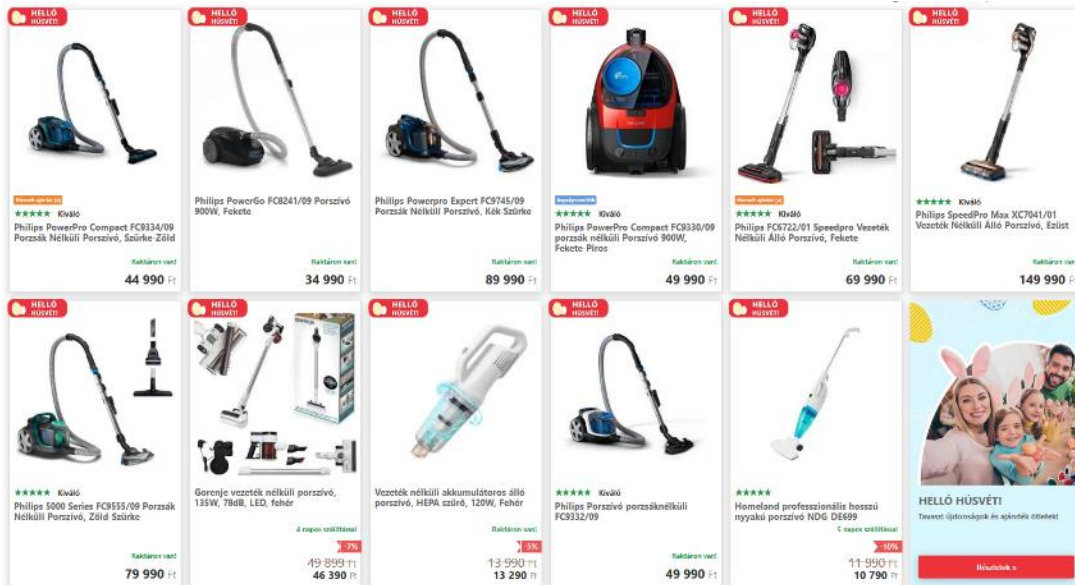 HELLÓ
HÚSVÉT!
HELLÓ
HÚSVÉT!
HELLÓ
HÚSVÉT!
HELLÓ
HÚSVÉT!
HELLÓ
HÚSVÉT!
HELLÓ
HÚSVÉT!
Kiváló
Philips PowerPro Compact FC9334/09
Porzsák Nélküli Porszívó, Szürke-Zöld
Raktáron van!
44 990 Ft
Philips PowerGo FC8241/09 Porszívó
900W, Fekete
Raktáron van!
34 990 Ft
Philips Powerpro Expert FC9745/09
Porzsák Nélküli Porszívó, Kék Szürke
Raktáron van!
89 990 Ft
Kiváló
Philips PowerPro Compact FC9330/09
porzsák nélküli Porszívó 900W,
Fekete-Piros
Raktáron van!
49 990 Ft
Kiváló
Philips FC6722/01 Speedpro Vezeték
Nélküli Álló Porszívó, Fekete
Raktáron van!
69 990 Ft
Kiváló
Philips SpeedPro Max XC7041/01
Vezeték Nélküli Álló Porszívó, Ezüst
Raktáron van!
149 990 Ft
HELLÓ
HÚSVÉT!
HELLÓ
HÚSVÉT!
HELLÓ
HÚSVÉT!
HELLÓ
HÚSVÉT!
HELLÓ
HÚSVÉT!
Kiváló
Philips 5000 Series FC9555/09 Porzsák
Nélküli Porszívó, Zöld Szürke
Raktáron van!
79 990 Ft
Gorenje vezeték nélküli porszívó,
135W, 78dB, LED, fehér
4 napos szállítással
-7%
49 899 Ft
46 390 Ft
Vezeték nélküli akkumulátoros álló
porszívó, HEPA szűrő, 120W, Fehér
Raktáron van!
-5%
13 990 Ft
13 290 Ft
Kiváló
Philips Porszívó porzsáknélküli
FC9332/09
Raktáron van!
49 990 Ft
Homeland professzionális hosszú
nyyakú porszívó NDG DE699
5 napos szállítással
-10%
11 990 Ft
10 790 Ft
HELLÓ HÚSVÉT!
Tavaszi újdonságok és ajándék ötletek!
Részletek »